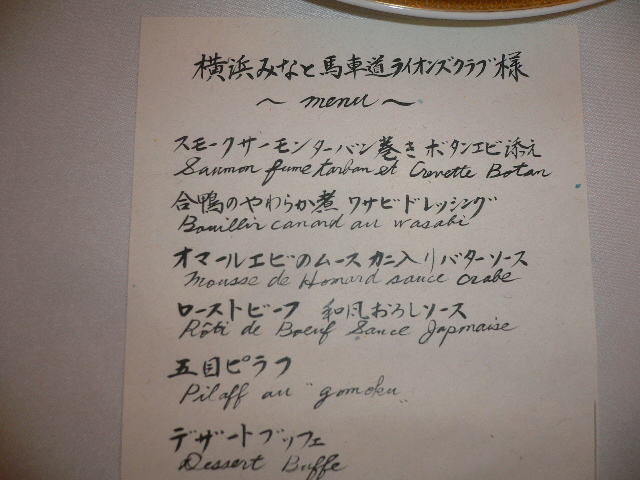 横浜みなと馬車道ライオンズクラブ様
~ menu ~
スモークサーモンターバン巻き ボタンエビ添え
Saumon fume tarban et Crevette Botan
合鴨のやわらか煮 ワサビドレッシング
Bouillir canard au wasabi
オマールエビのムース カニ入りバターソース
Mousse de Homard sauce crabe
ローストビーフ 和風おろしソース
Rôti de Boeuf Sauce Japonaise
五目ピラフ
Pilaff au "gomoku"
デザートブッフェ
Dessert Buffe